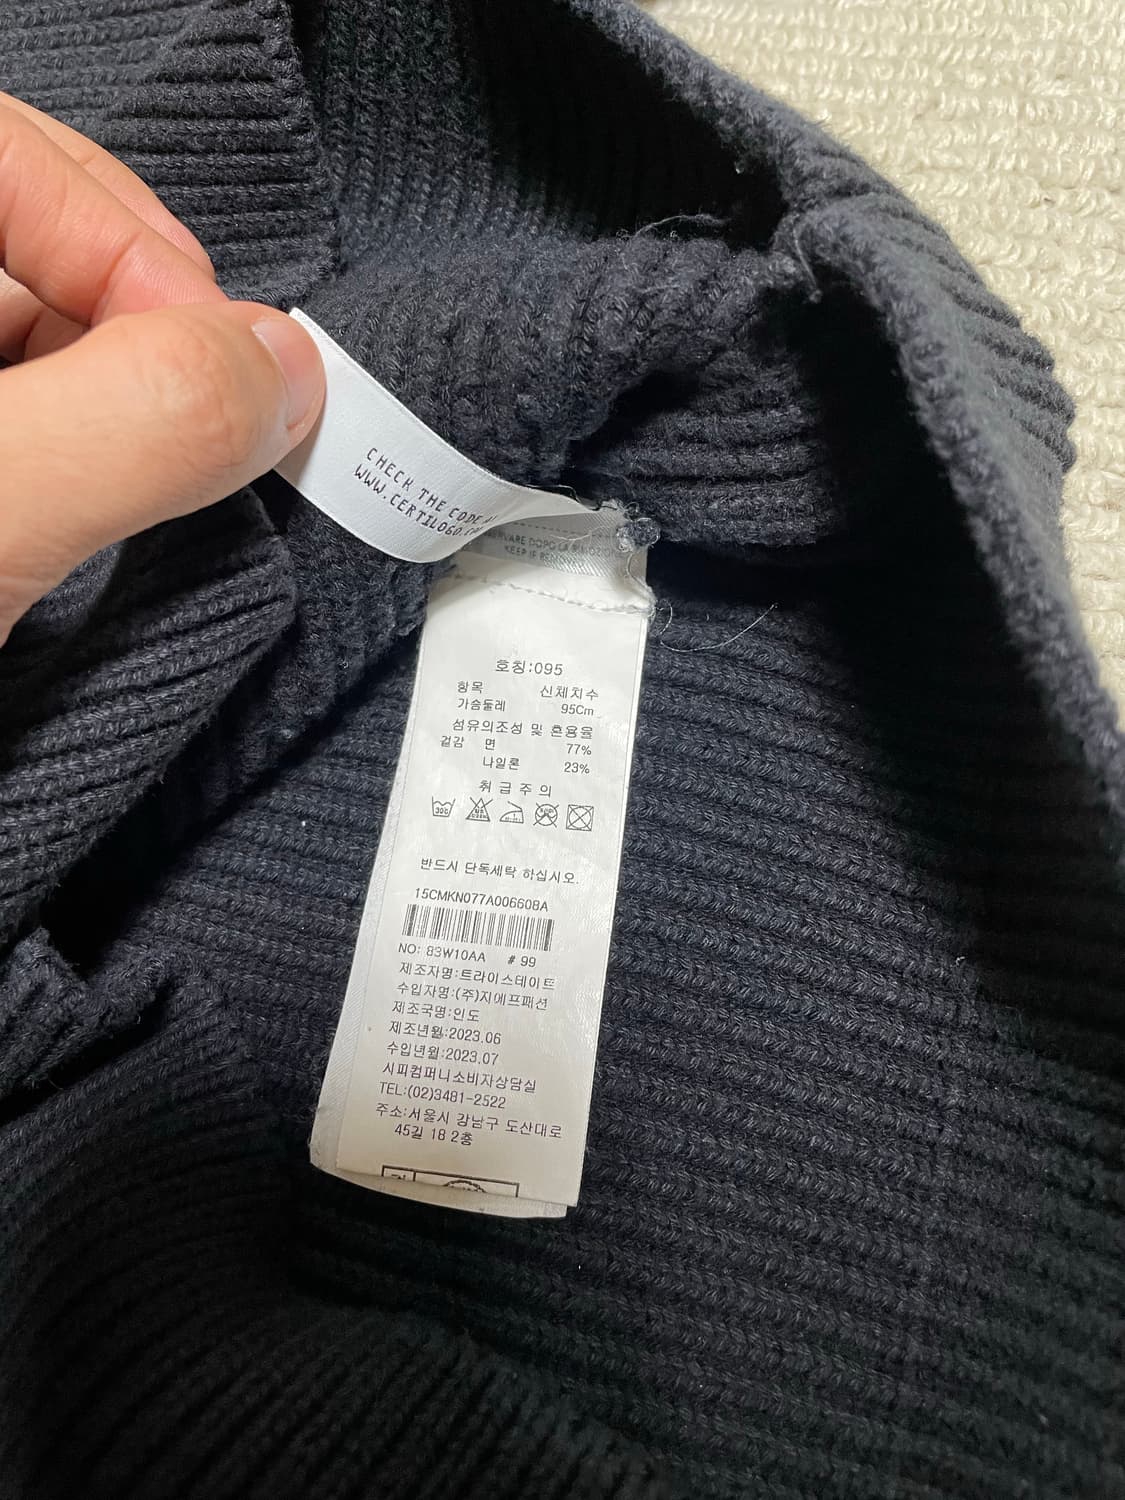 CHECK THE CODE
WWW.CERTILOGO
DOPO LA
KEEP IF
호칭:095
항목 신체치수
가슴둘레 95Cm
섬유의조성 및 혼용율
겉감 면 77%
나일론 23%
취급주의
30℃
반드시 단독세탁 하십시오.
15CMKN077A006608A
NO: 83W10AA # 99
제조자명:트라이스테이트
수입자명:(주)지에프패션
제조국명:인도
제조년월:2023.06
수입년월:2023.07
시피컴퍼니소비자상담실
TEL:(02)3481-2522
주소:서울시 강남구 도산대로
45길 18 2층